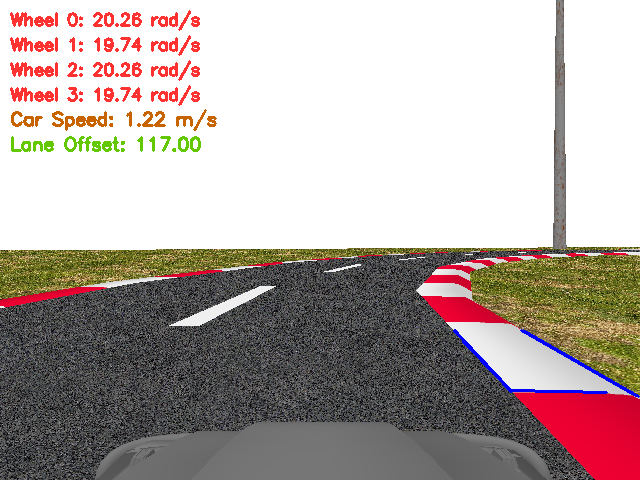 Wheel 0: 20.26 rad/s
Wheel 1: 19.74 rad/s
Wheel 2: 20.26 rad/s
Wheel 3: 19.74 rad/s
Car Speed: 1.22 m/s
Lane Offset: 117.00